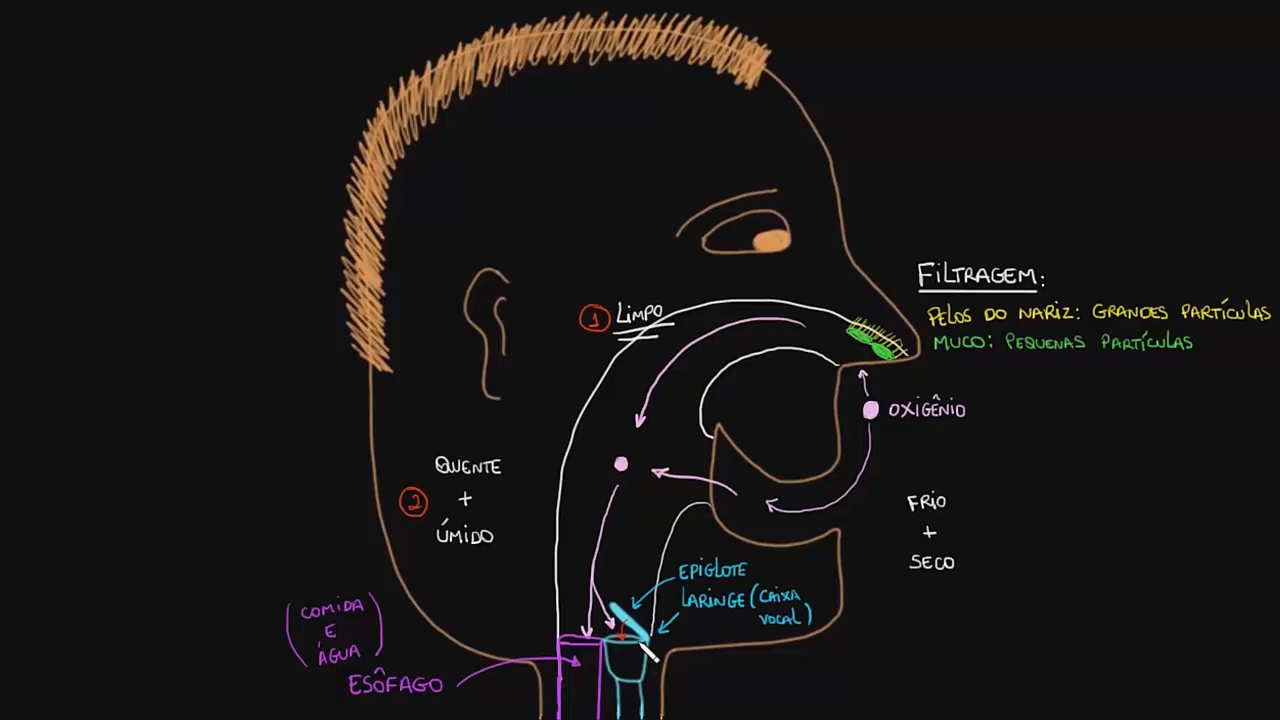 FILTRAGEM:
PELOS DO NARIZ: GRANDES PARTÍCULAS
MUCO: PEQUENAS PARTÍCULAS
1 LIMPO
OXIGÊNIO
2
QUENTE
+
ÚMIDO
FRIO
+
SECO
EPIGLOTE
LARINGE (CAIXA
VOCAL)
(COMIDA
E
ÁGUA)
ESÔFAGO